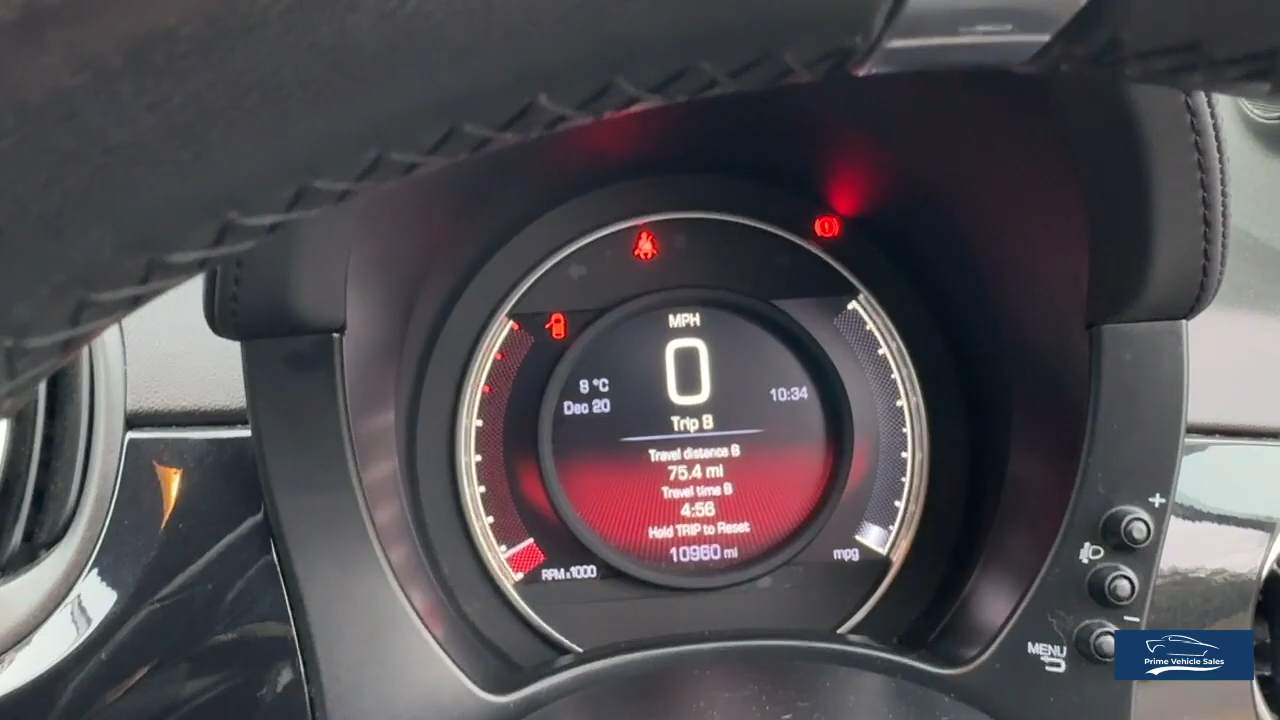 MPH
0
8 °C
Dec 20
10:34
Trip B
Travel distance B
75.4 mi
Travel time B
4:56
Hold TRIP to Reset
10960 mi
RPM x1000
mpg
+
−
MENU
Prime Vehicle Sales